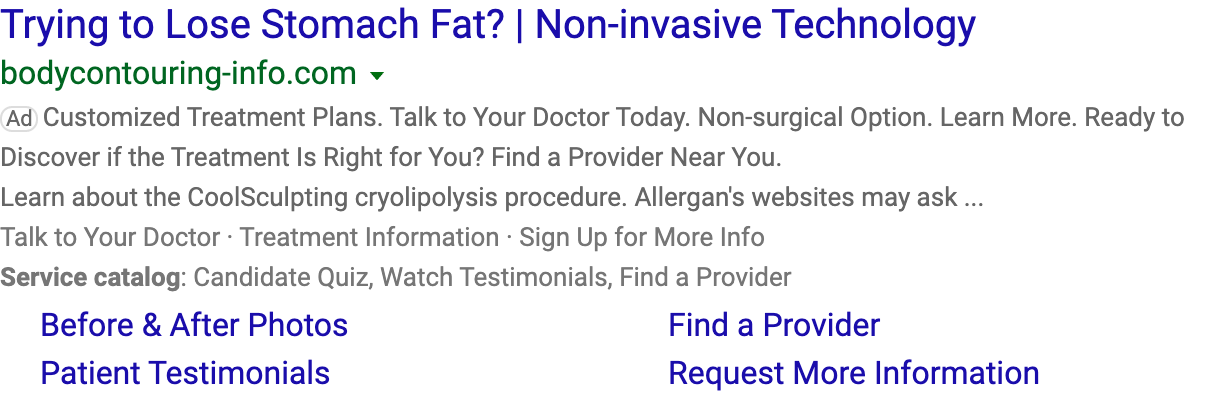 Trying to Lose Stomach Fat? | Non-invasive Technology
bodycontouring-info.com
Ad Customized Treatment Plans. Talk to Your Doctor Today. Non-surgical Option. Learn More. Ready to
Discover if the Treatment Is Right for You? Find a Provider Near You.
Learn about the CoolSculpting cryolipolysis procedure. Allergan's websites may ask ...
Talk to Your Doctor · Treatment Information · Sign Up for More Info
Service catalog: Candidate Quiz, Watch Testimonials, Find a Provider
Before & After Photos
Find a Provider
Patient Testimonials
Request More Information